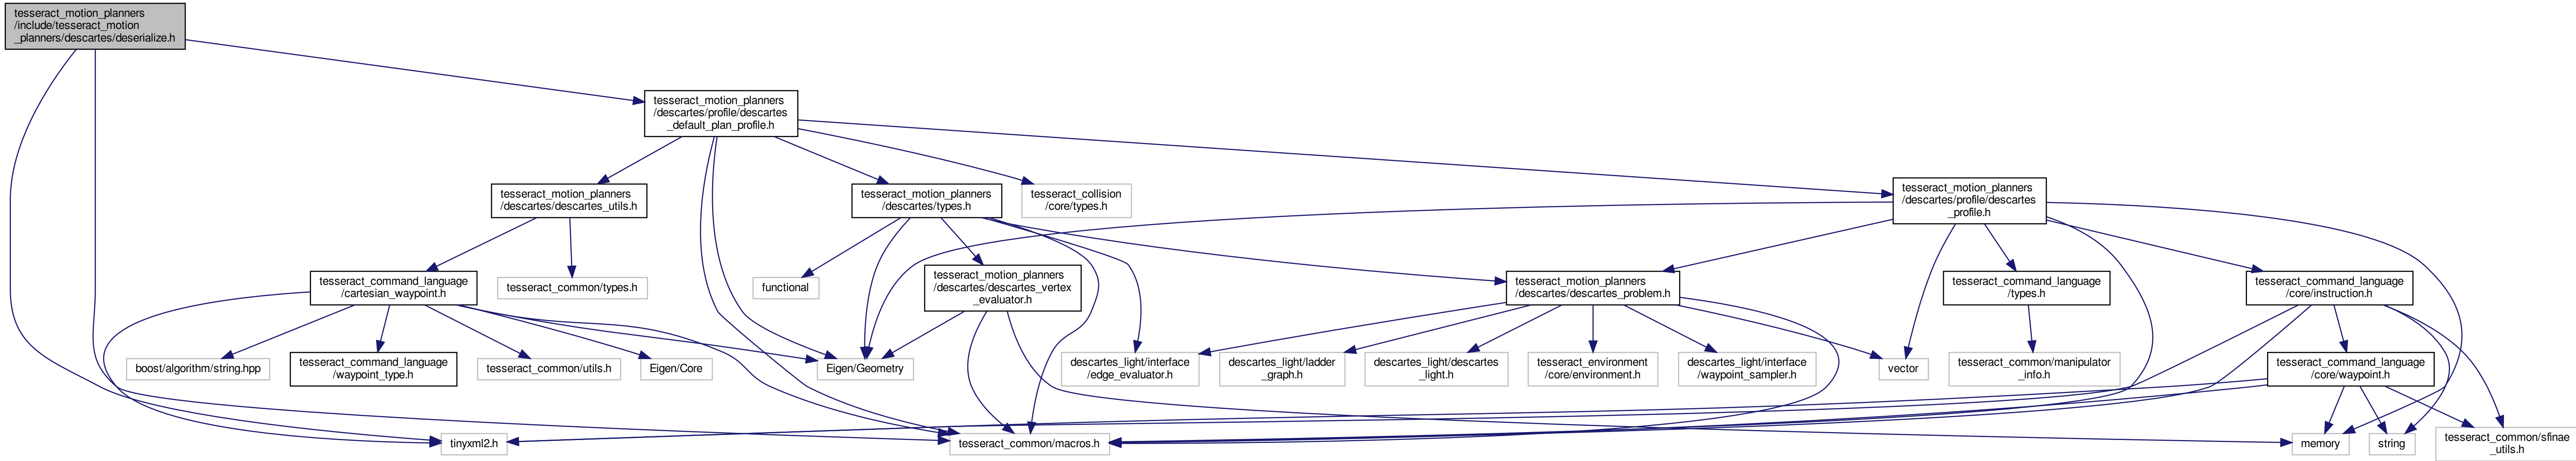 tesseract_motion_planners
/include/tesseract_motion
_planners/descartes/deserialize.h
tesseract_motion_planners
/descartes/profile/descartes
_default_plan_profile.h
tesseract_motion_planners
/descartes/descartes_utils.h
tesseract_motion_planners
/descartes/types.h
tesseract_collision
/core/types.h
tesseract_motion_planners
/descartes/profile/descartes
_profile.h
tesseract_command_language
/cartesian_waypoint.h
tesseract_common/types.h
functional
tesseract_motion_planners
/descartes/descartes_vertex
_evaluator.h
tesseract_motion_planners
/descartes/descartes_problem.h
tesseract_command_language
/types.h
tesseract_command_language
/core/instruction.h
boost/algorithm/string.hpp
tesseract_command_language
/waypoint_type.h
tesseract_common/utils.h
Eigen/Core
Eigen/Geometry
descartes_light/interface
/edge_evaluator.h
descartes_light/ladder
_graph.h
descartes_light/descartes
_light.h
tesseract_environment
/core/environment.h
descartes_light/interface
/waypoint_sampler.h
vector
tesseract_common/manipulator
_info.h
tesseract_command_language
/core/waypoint.h
tinyxml2.h
tesseract_common/macros.h
memory
string
tesseract_common/sfinae
_utils.h